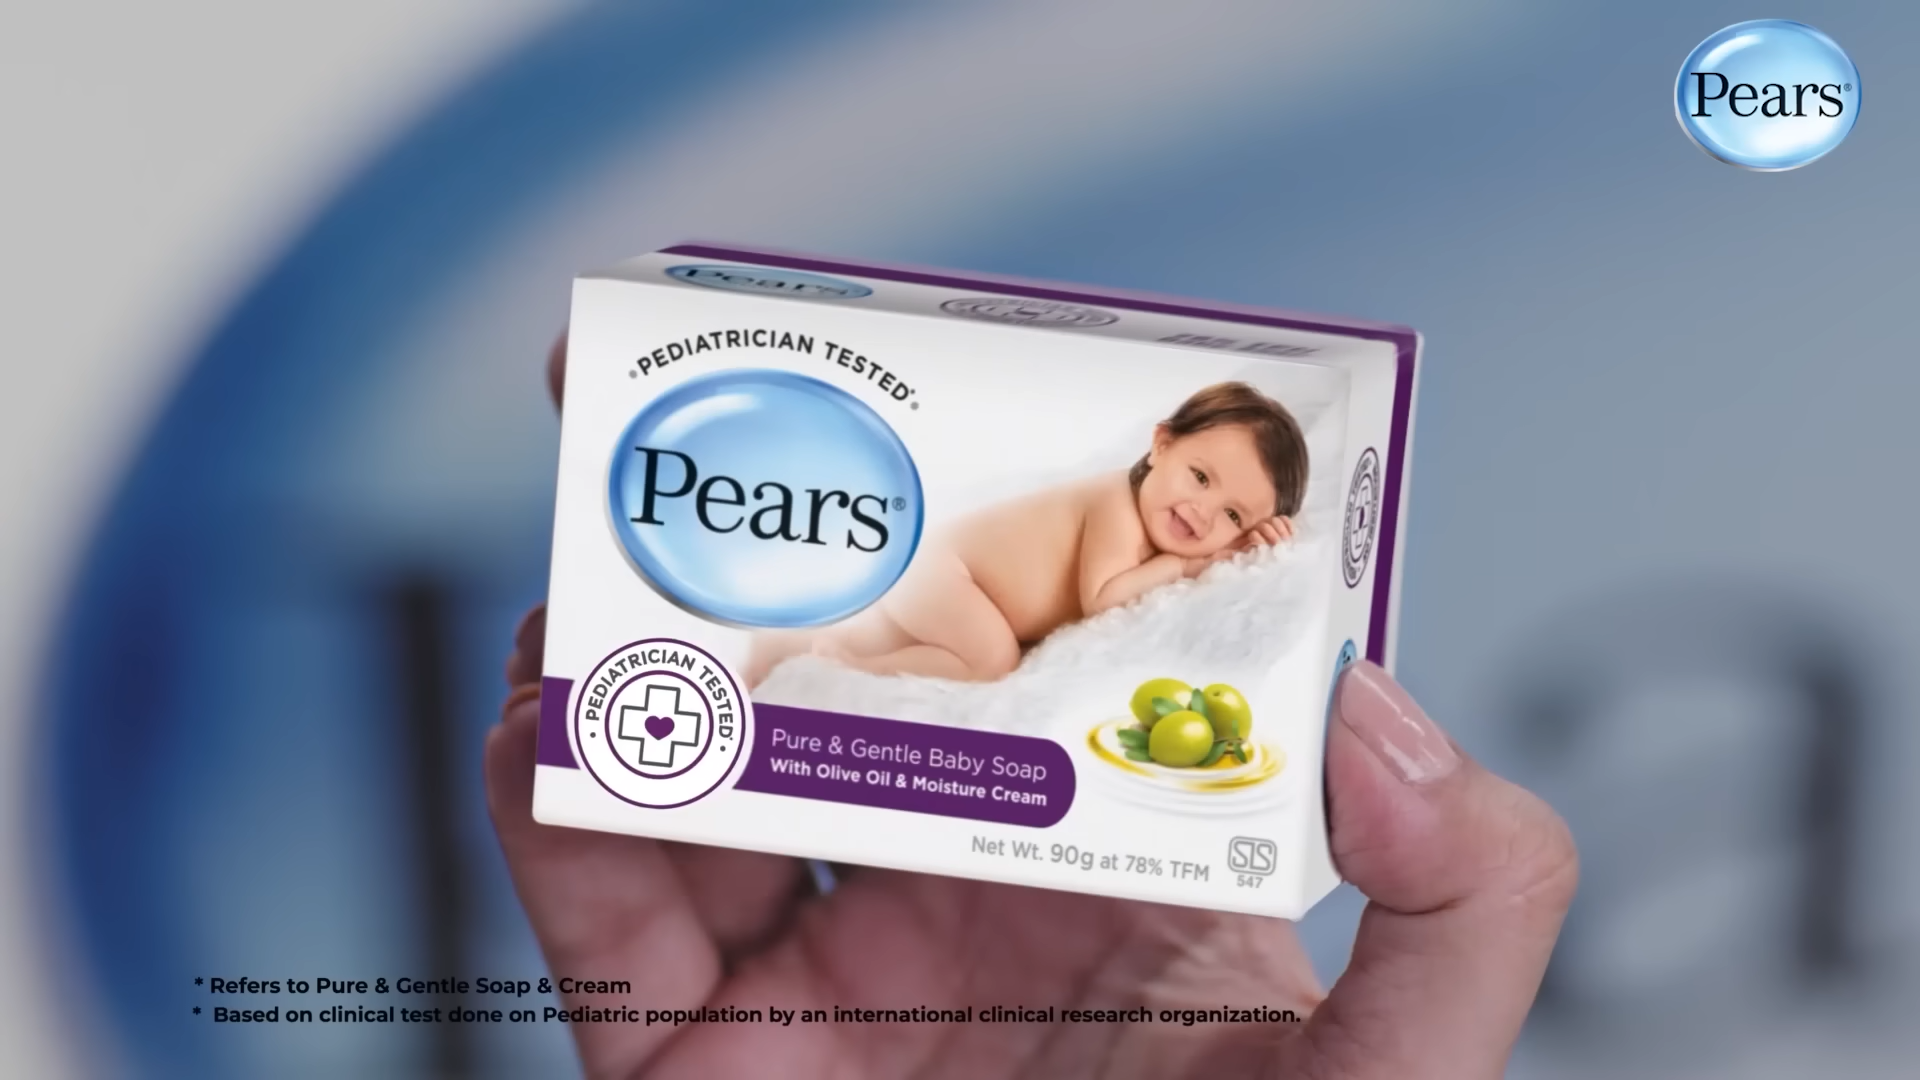 Pears®
Pears
• PEDIATRICIAN TESTED* •
Pears®
• PEDIATRICIAN TESTED* •
Pure & Gentle Baby Soap
With Olive Oil & Moisture Cream
Net Wt. 90g at 78% TFM
SLS
547
* Refers to Pure & Gentle Soap & Cream
* Based on clinical test done on Pediatric population by an international clinical research organization.